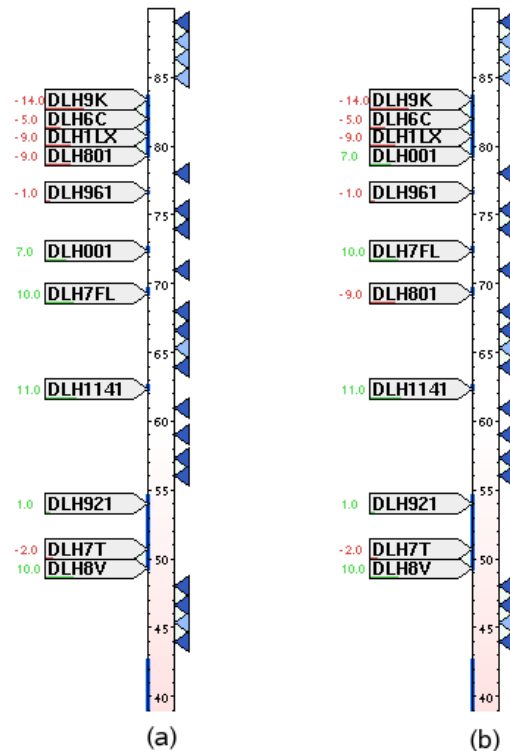 85
-14.0 DLH9K
-5.0 DLH6C
-9.0 DLH1LX
80
-9.0 DLH801
-1.0 DLH961
75
7.0 DLH001
70
10.0 DLH7FL
65
11.0 DLH1141
60
55
1.0 DLH921
-2.0 DLH7T
50
10.0 DLH8V
45
40
(a)
85
-14.0 DLH9K
-5.0 DLH6C
-9.0 DLH1LX
80
7.0 DLH001
-1.0 DLH961
75
10.0 DLH7FL
70
-9.0 DLH801
65
11.0 DLH1141
60
55
1.0 DLH921
-2.0 DLH7T
50
10.0 DLH8V
45
40
(b)